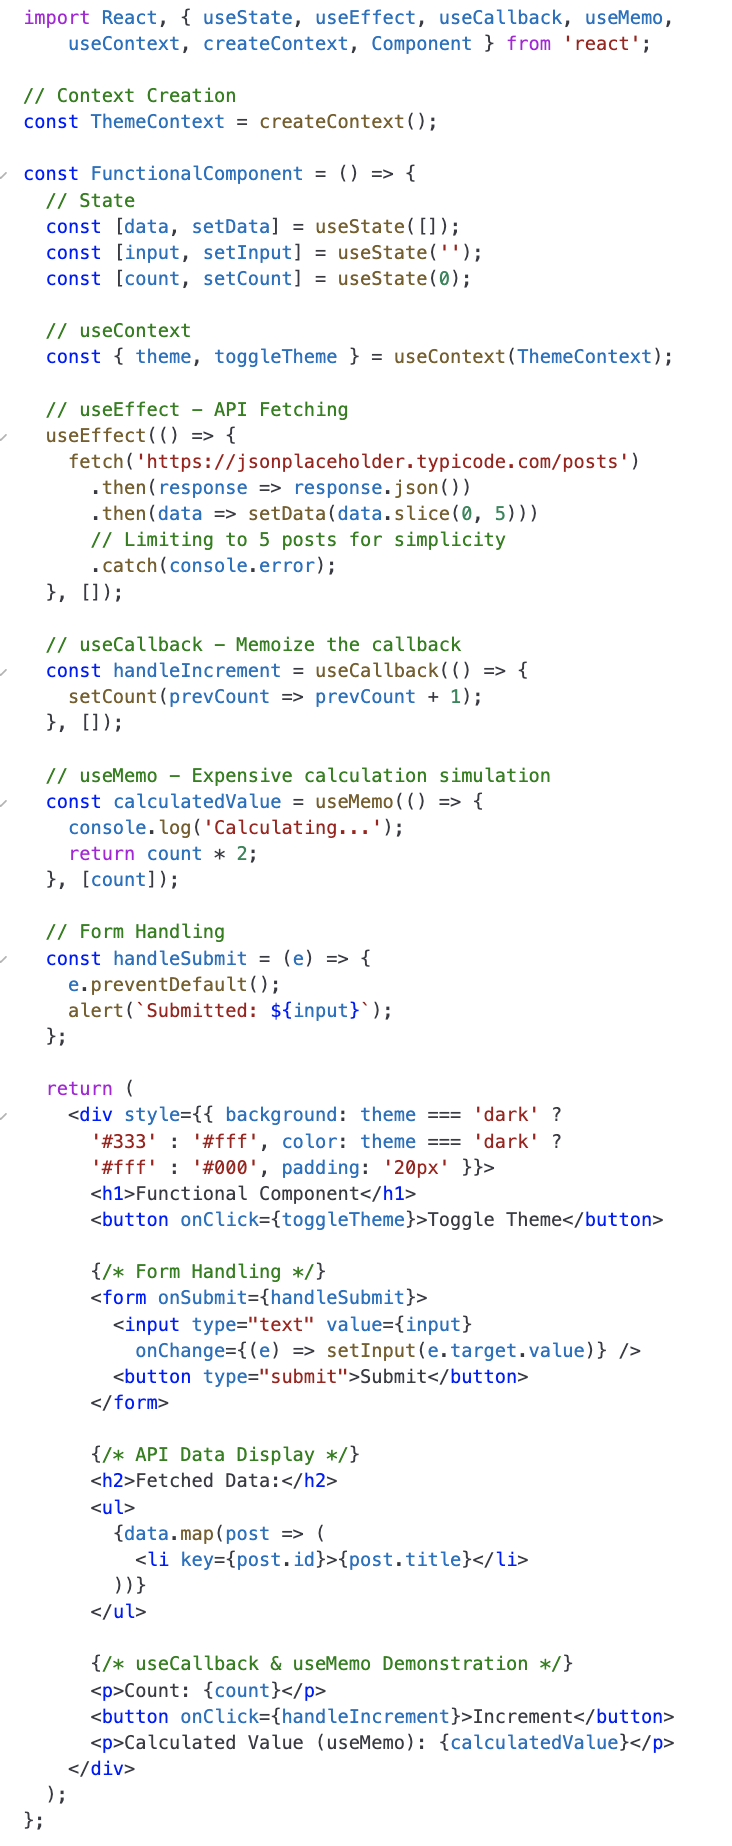 import React, { useState, useEffect, useCallback, useMemo,
    useContext, createContext, Component } from 'react';

// Context Creation
const ThemeContext = createContext();

const FunctionalComponent = () => {
  // State
  const [data, setData] = useState([]);
  const [input, setInput] = useState('');
  const [count, setCount] = useState(0);

  // useContext
  const { theme, toggleTheme } = useContext(ThemeContext);

  // useEffect – API Fetching
  useEffect(() => {
    fetch('https://jsonplaceholder.typicode.com/posts')
      .then(response => response.json())
      .then(data => setData(data.slice(0, 5)))
      // Limiting to 5 posts for simplicity
      .catch(console.error);
  }, []);

  // useCallback – Memoize the callback
  const handleIncrement = useCallback(() => {
    setCount(prevCount => prevCount + 1);
  }, []);

  // useMemo – Expensive calculation simulation
  const calculatedValue = useMemo(() => {
    console.log('Calculating...');
    return count * 2;
  }, [count]);

  // Form Handling
  const handleSubmit = (e) => {
    e.preventDefault();
    alert(`Submitted: ${input}`);
  };

  return (
    <div style={{ background: theme === 'dark' ?
      '#333' : '#fff', color: theme === 'dark' ?
      '#fff' : '#000', padding: '20px' }}>
      <h1>Functional Component</h1>
      <button onClick={toggleTheme}>Toggle Theme</button>

      {/* Form Handling */}
      <form onSubmit={handleSubmit}>
        <input type="text" value={input}
          onChange={(e) => setInput(e.target.value)} />
        <button type="submit">Submit</button>
      </form>

      {/* API Data Display */}
      <h2>Fetched Data:</h2>
      <ul>
        {data.map(post => (
          <li key={post.id}>{post.title}</li>
        ))}
      </ul>

      {/* useCallback & useMemo Demonstration */}
      <p>Count: {count}</p>
      <button onClick={handleIncrement}>Increment</button>
      <p>Calculated Value (useMemo): {calculatedValue}</p>
    </div>
  );
};